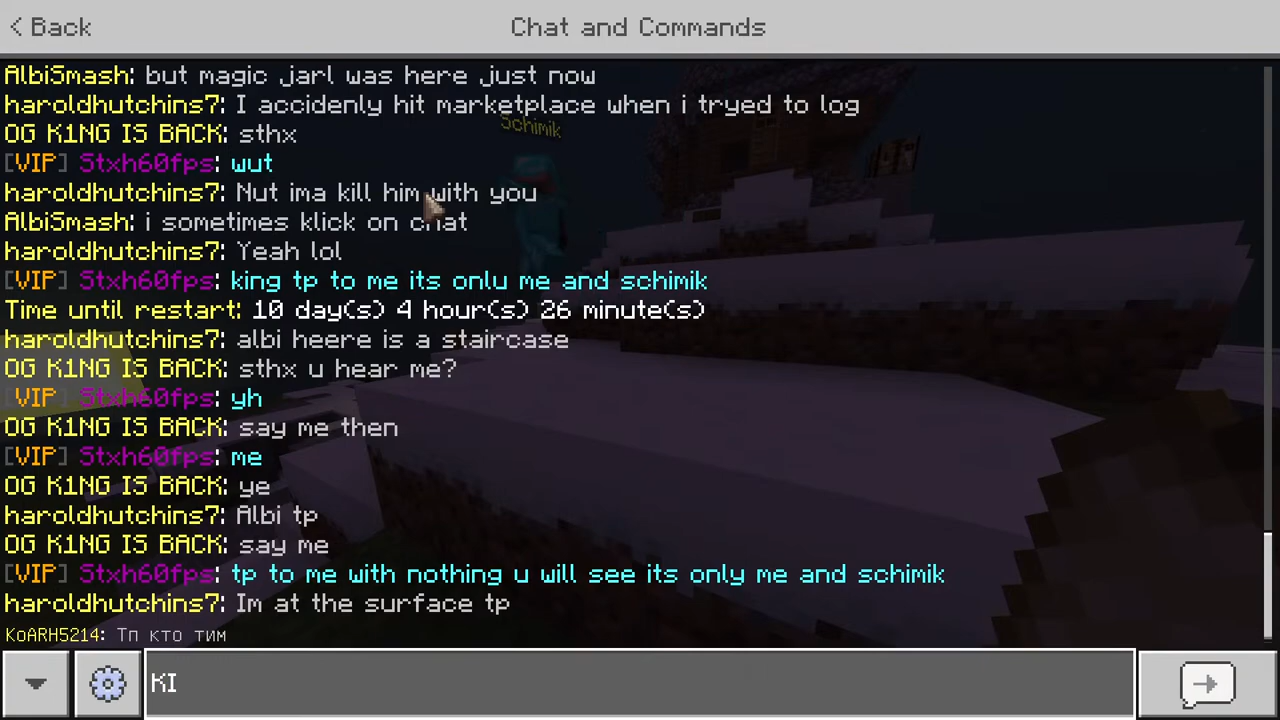 Back
Chat and Commands
AlbiSmash: but magic jarl was here just now
haroldhutchins7: I accidenly hit marketplace when i tryed to log
Schimik
OG K1NG IS BACK: sthx
[VIP] Stxh60fps: wut
haroldhutchins7: Nut ima kill him with you
AlbiSmash: i sometimes klick on chat
haroldhutchins7: Yeah lol
[VIP] Stxh60fps: king tp to me its onlu me and schimik
Time until restart: 10 day(s) 4 hour(s) 26 minute(s)
haroldhutchins7: albi heere is a staircase
OG K1NG IS BACK: sthx u hear me?
[VIP] Stxh60fps: yh
OG K1NG IS BACK: say me then
[VIP] Stxh60fps: me
OG K1NG IS BACK: ye
haroldhutchins7: Albi tp
OG K1NG IS BACK: say me
[VIP] Stxh60fps: tp to me with nothing u will see its only me and schimik
haroldhutchins7: Im at the surface tp
KoARH5214: Тп кто тим
KI